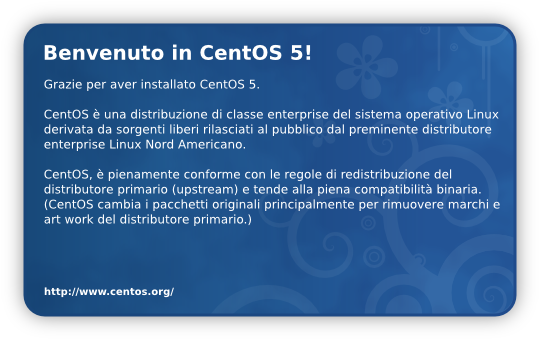 Benvenuto in CentOS 5!
Grazie per aver installato CentOS 5.
CentOS è una distribuzione di classe enterprise del sistema operativo Linux
derivata da sorgenti liberi rilasciati al pubblico dal preminente distributore
enterprise Linux Nord Americano.
CentOS, è pienamente conforme con le regole di redistribuzione del
distributore primario (upstream) e tende alla piena compatibilità binaria.
(CentOS cambia i pacchetti originali principalmente per rimuovere marchi e
art work del distributore primario.)
http://www.centos.org/